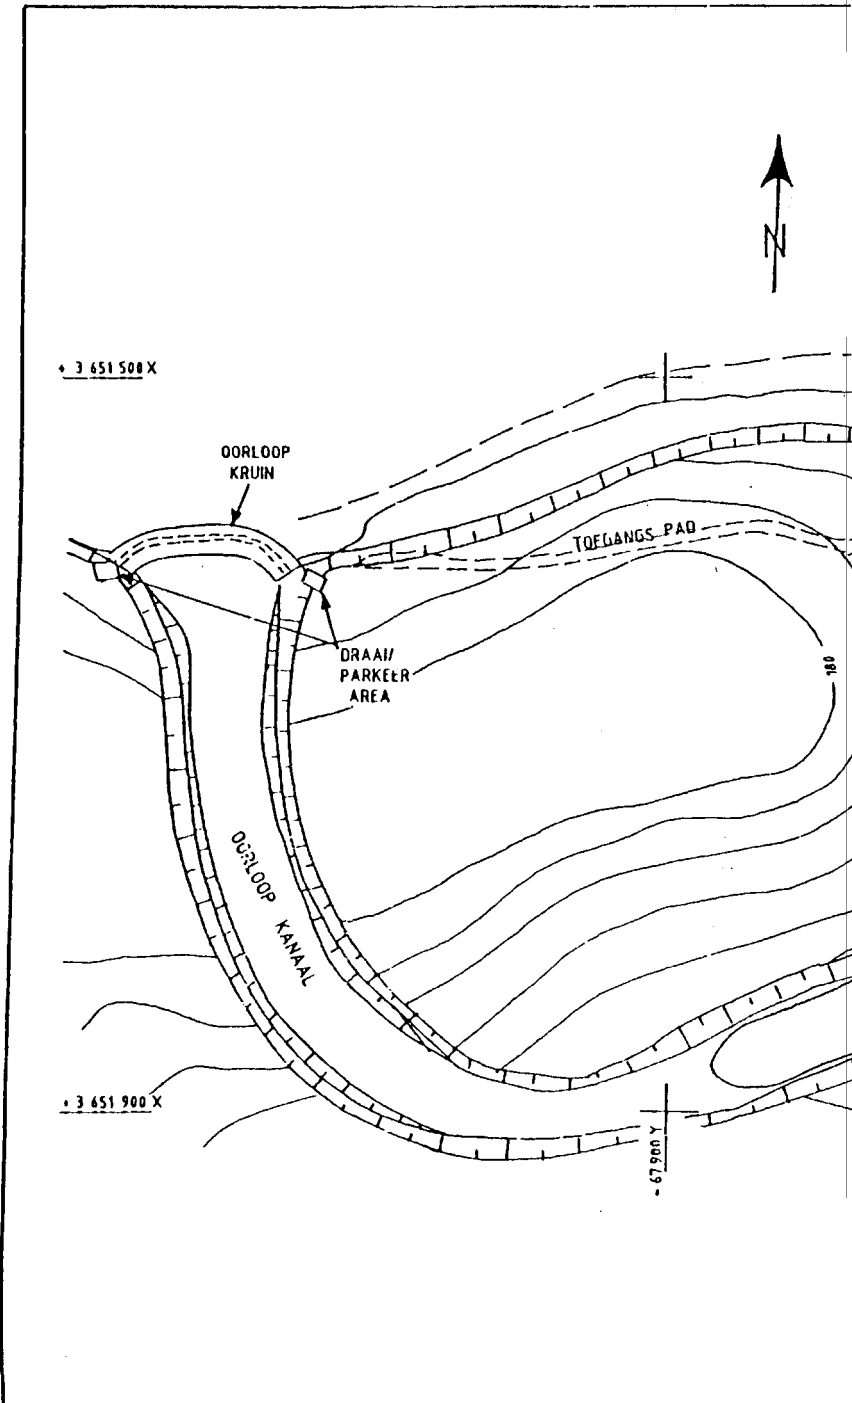 N
+ 3 651 500 X
OORLOOP
KRUIN
TOEGANGS PAD
DRAAI/
PARKEER
AREA
180
OORLOOP KANAAL
+ 3 651 900 X
- 67 900 Y